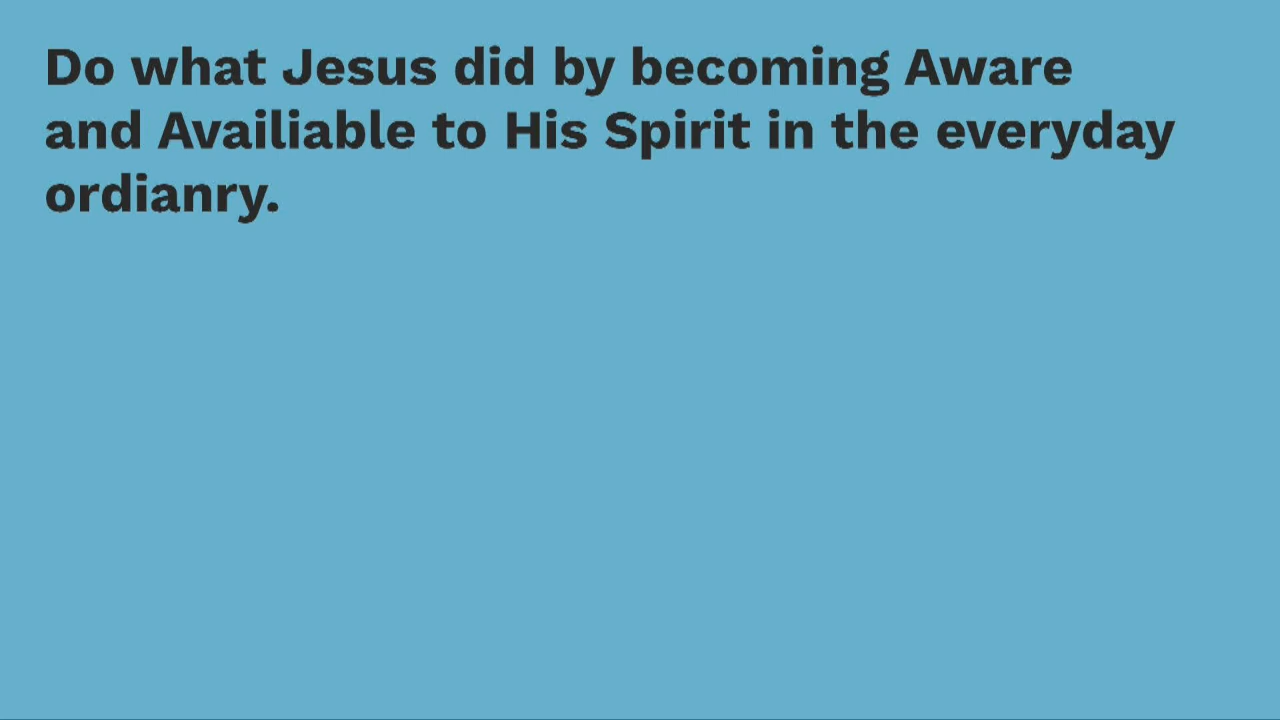 Do what Jesus did by becoming Aware
and Availiable to His Spirit in the everyday
ordianry.